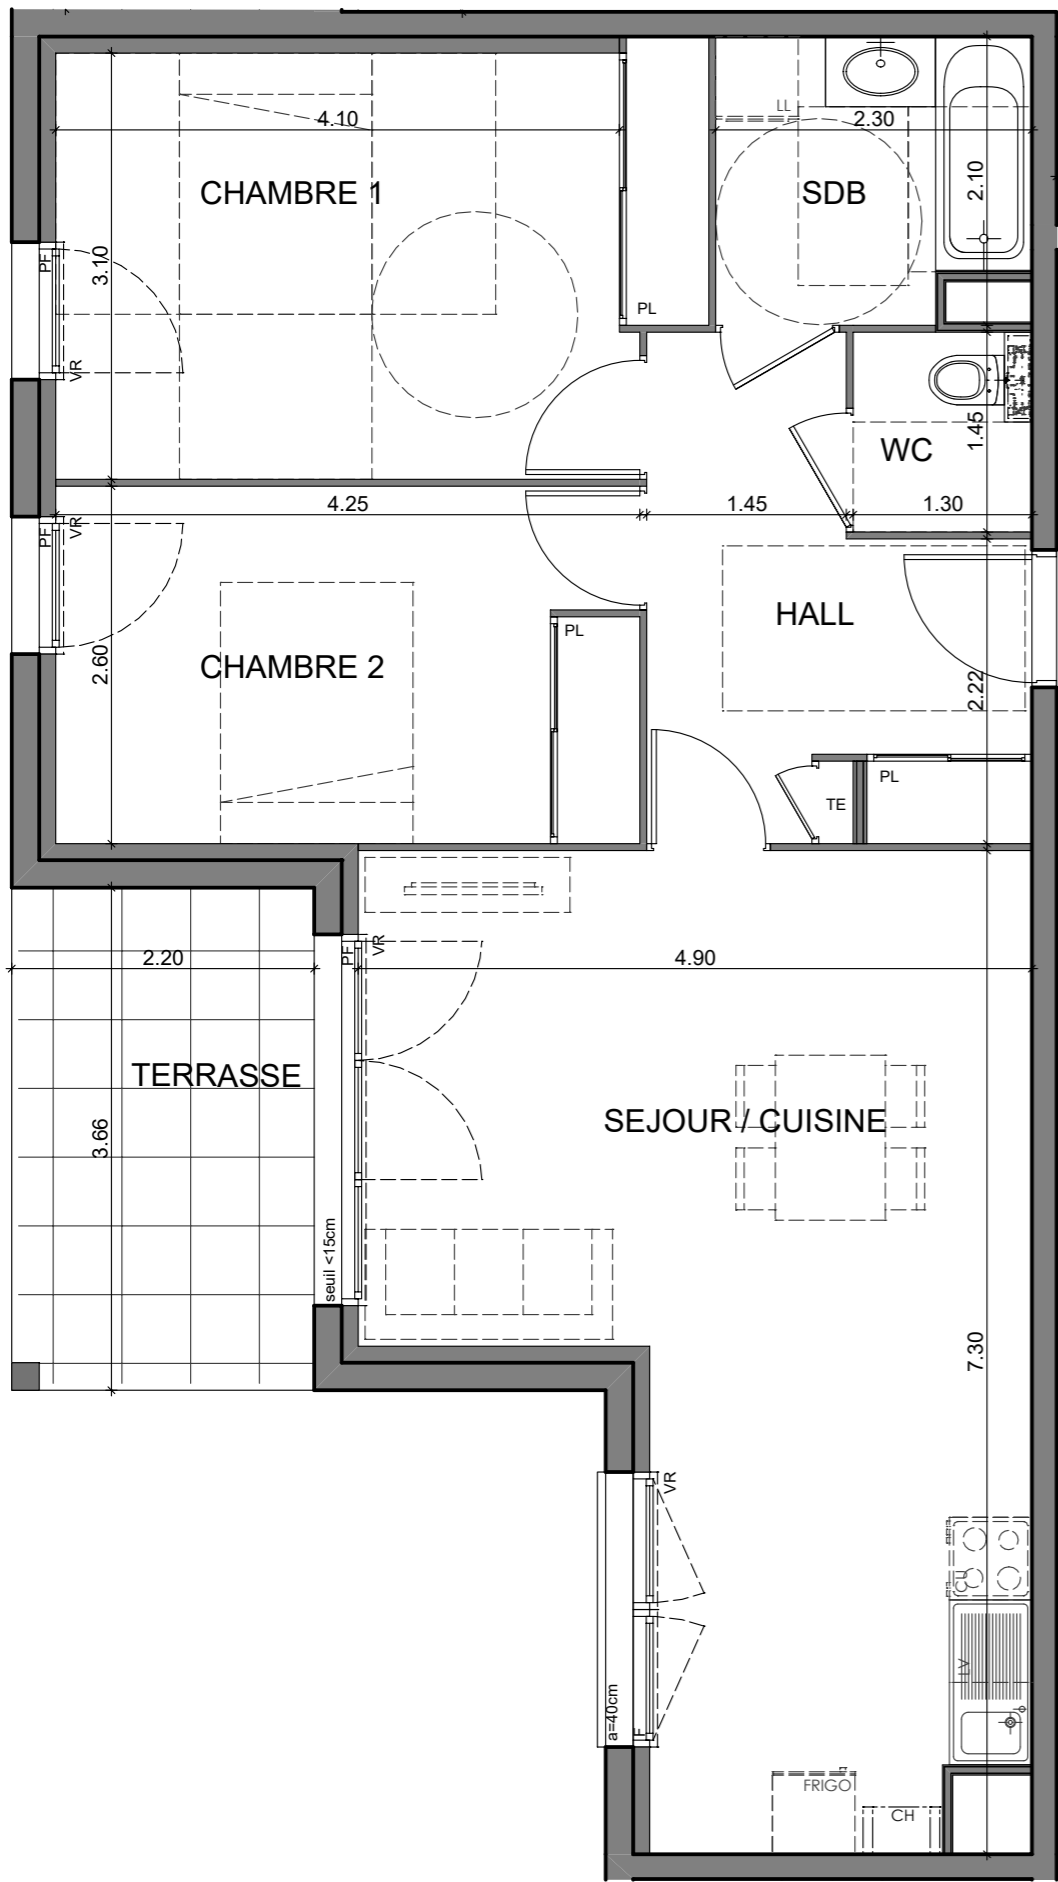 4.10
LL
2.30
CHAMBRE 1
SDB
2.10
3.10
PF
VR
PL
1.45
WC
4.25
1.45
1.30
PF
VR
HALL
PL
2.60
CHAMBRE 2
2.22
TE
PL
2.20
PF
VR
4.90
TERRASSE
3.66
SEJOUR / CUISINE
seuil <15cm
7.30
VR
CU
LV
a=40cm
F
FRIGO
CH